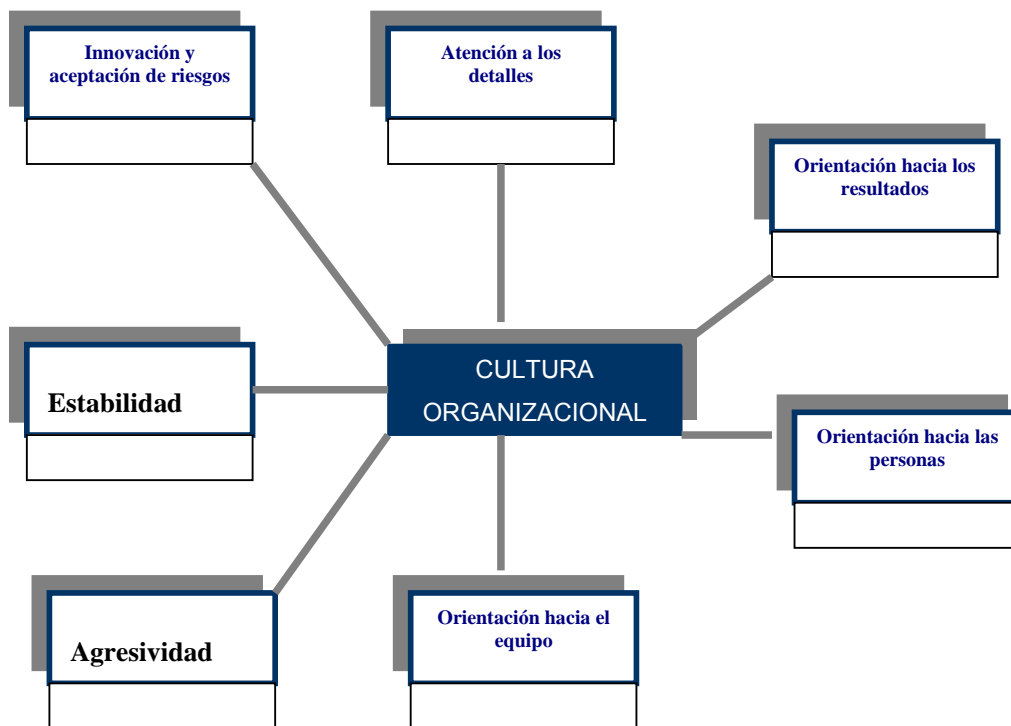 Innovación y
aceptación de riesgos
Atención a los
detalles
Orientación hacia los
resultados
CULTURA
ORGANIZACIONAL
Estabilidad
Orientación hacia las
personas
Agresividad
Orientación hacia el
equipo